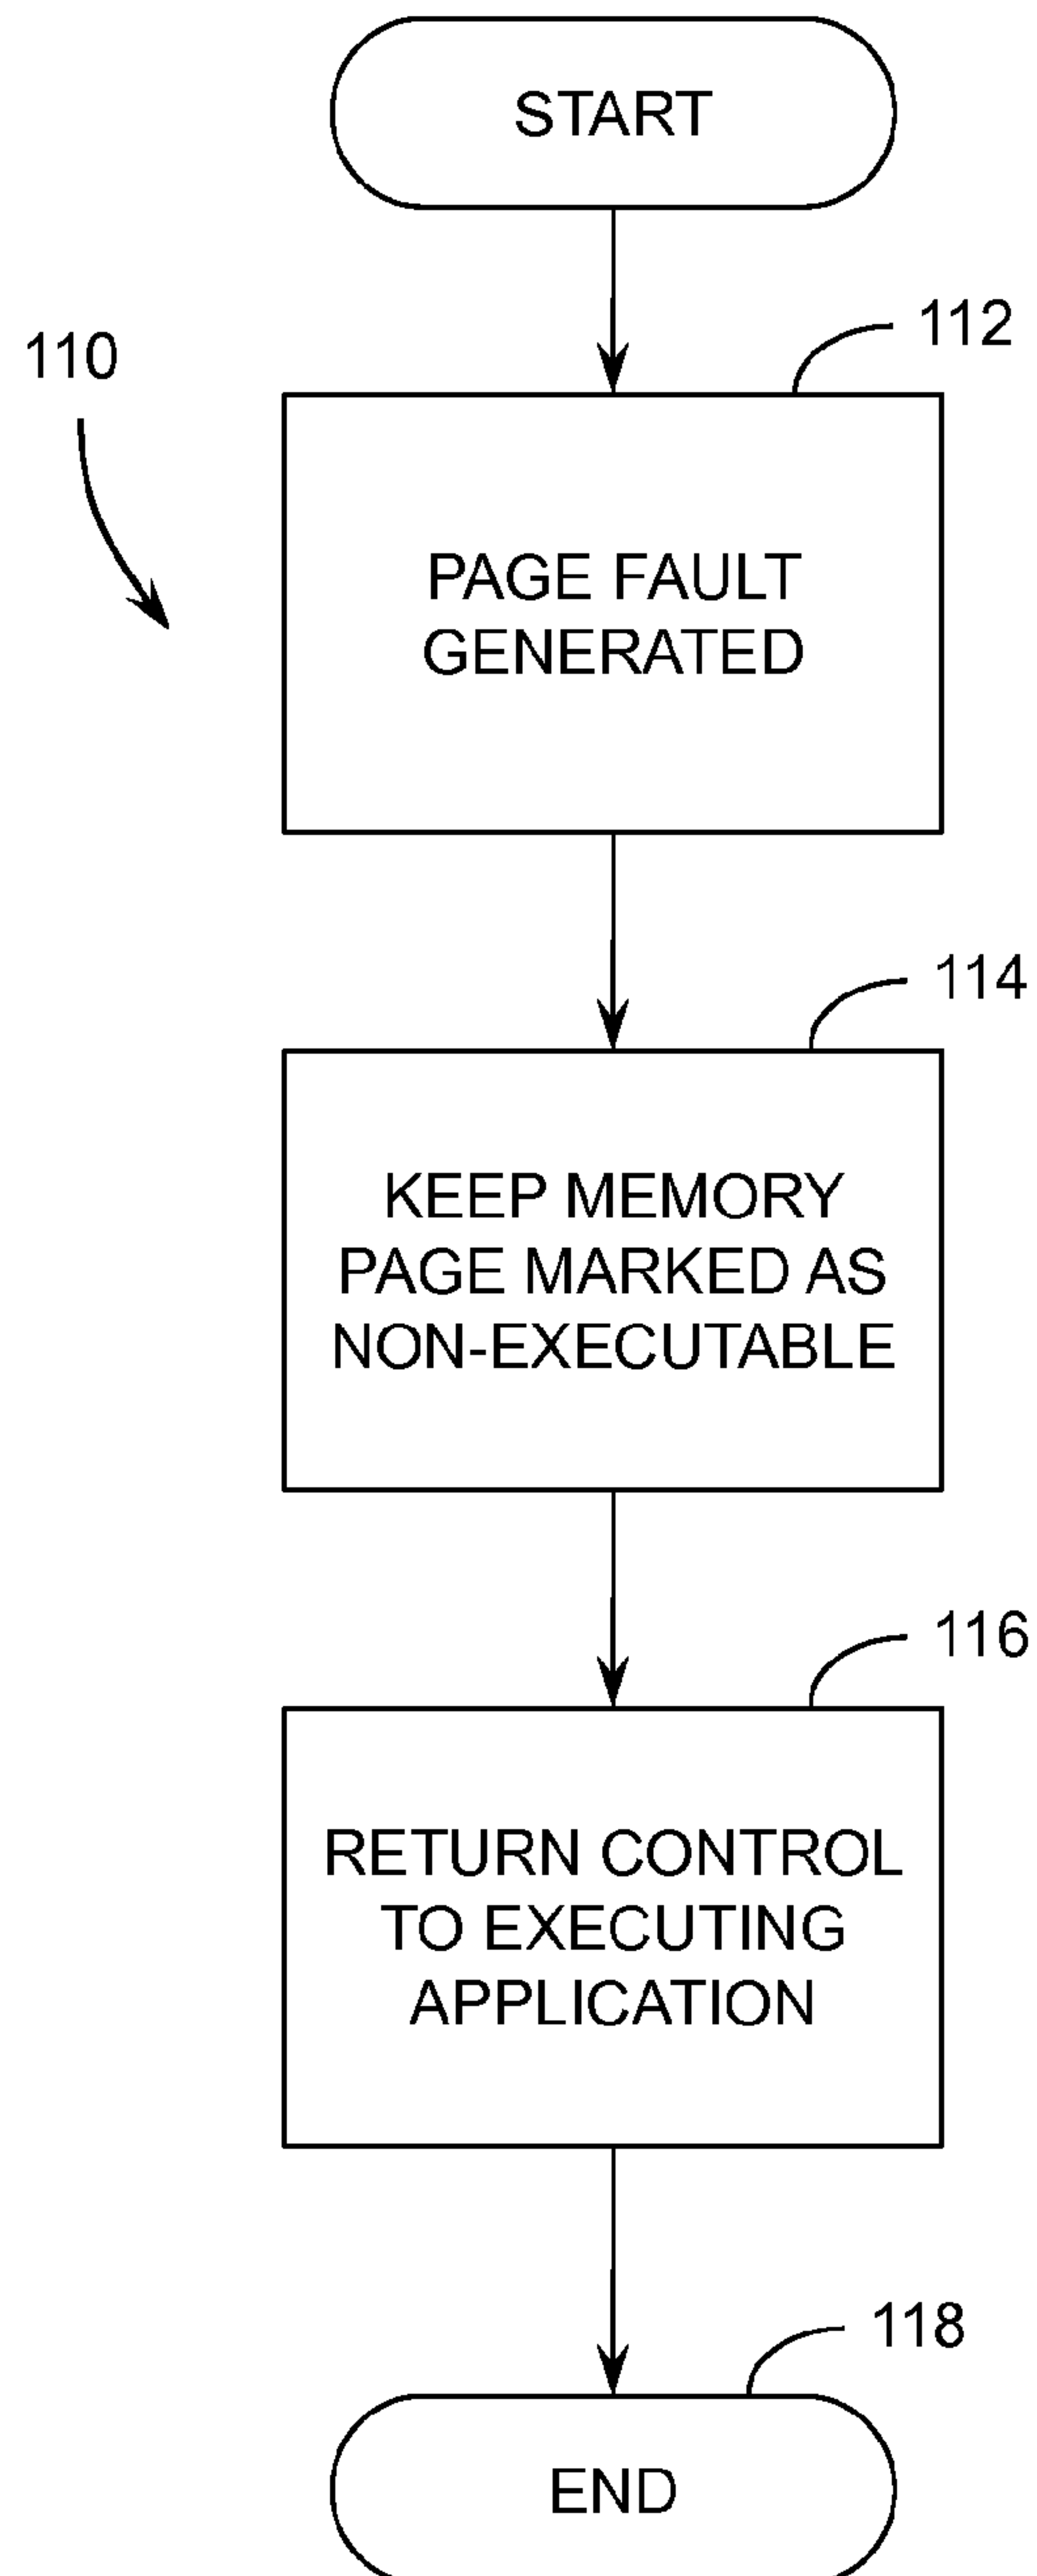 START
112
110
PAGE FAULT
GENERATED
114
KEEP MEMORY
PAGE MARKED AS
NON-EXECUTABLE
116
RETURN CONTROL
TO EXECUTING
APPLICATION
118
END